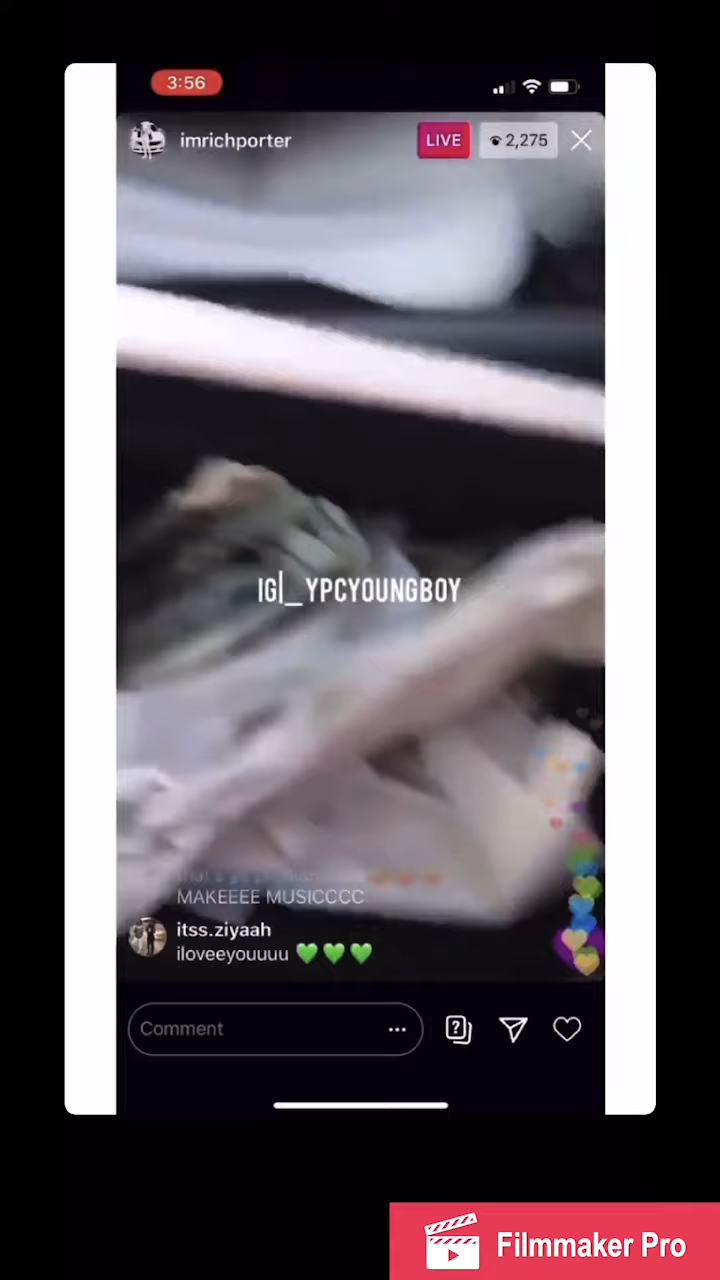 3:56
imrichporter
LIVE
2,275
IG|_YPCYOUNGBOY
MAKEEEE MUSICCCC
itss.ziyaah
iloveeyouuuu 💚💚💚
Comment
Filmmaker Pro